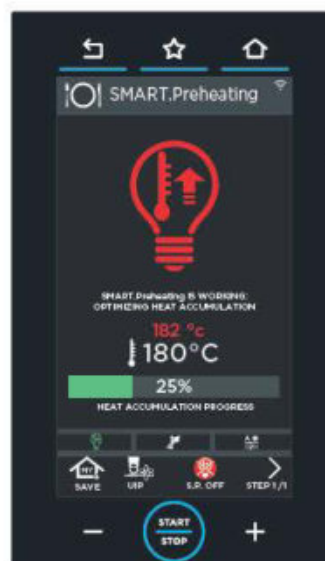 SMART.Preheating
SMART.Preheating IS WORKING:
OPTIMIZING HEAT ACCUMULATION
182 °c
180°C
25%
HEAT ACCUMULATION PROGRESS
MY
SAVE
UIP
S.P. OFF
STEP 1/1
−
START
STOP
+